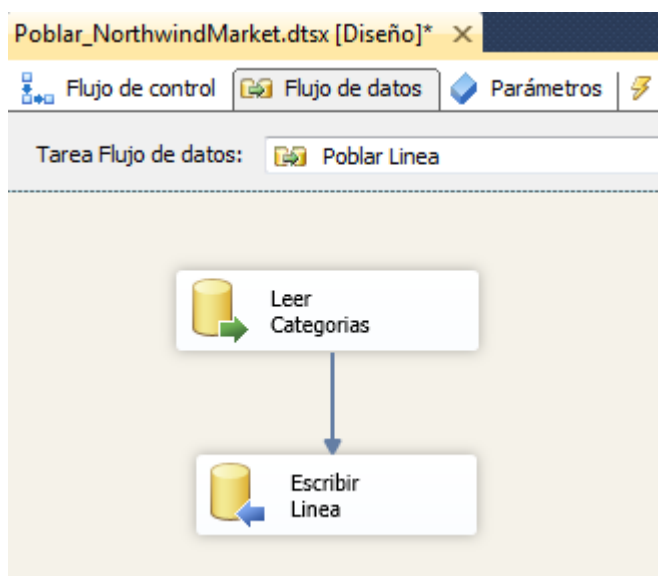 Poblar_NorthwindMarket.dtsx [Diseño]*
Flujo de control Flujo de datos Parámetros
Tarea Flujo de datos: Poblar Linea
Leer
Categorias
Escribir
Linea